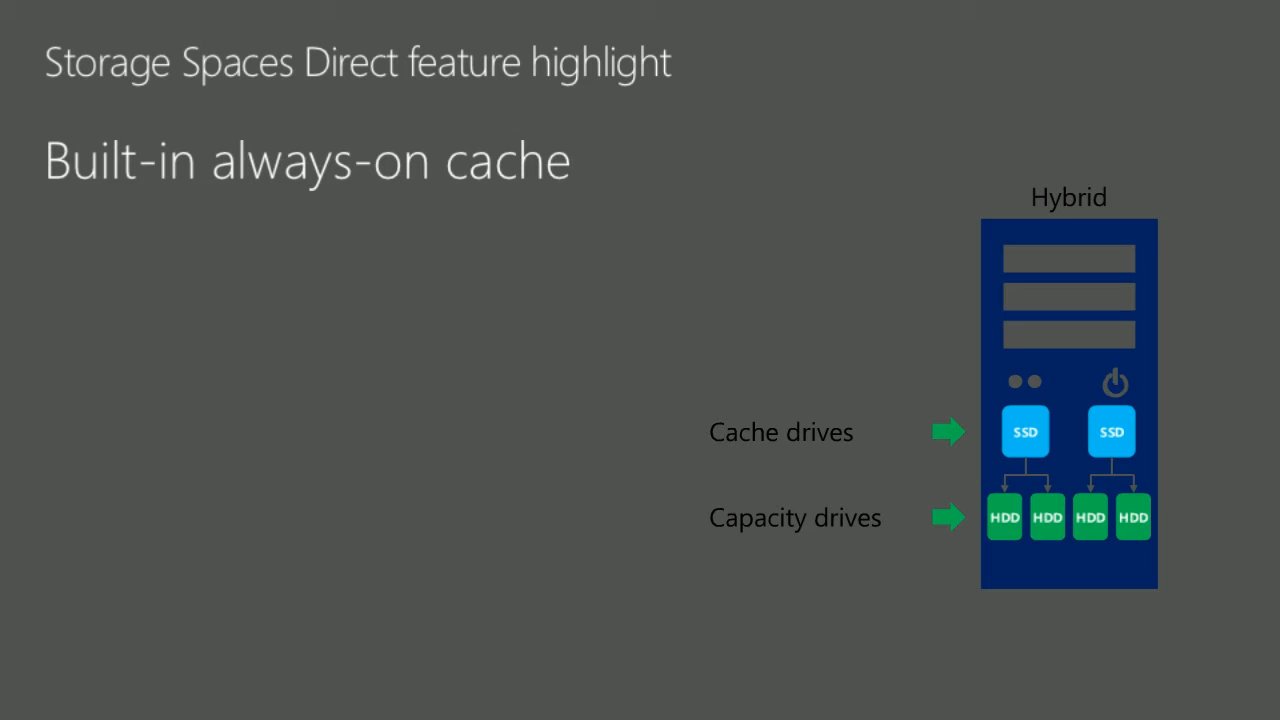 Storage Spaces Direct feature highlight
Built-in always-on cache
Hybrid
Cache drives
SSD SSD
Capacity drives
HDD HDD HDD HDD